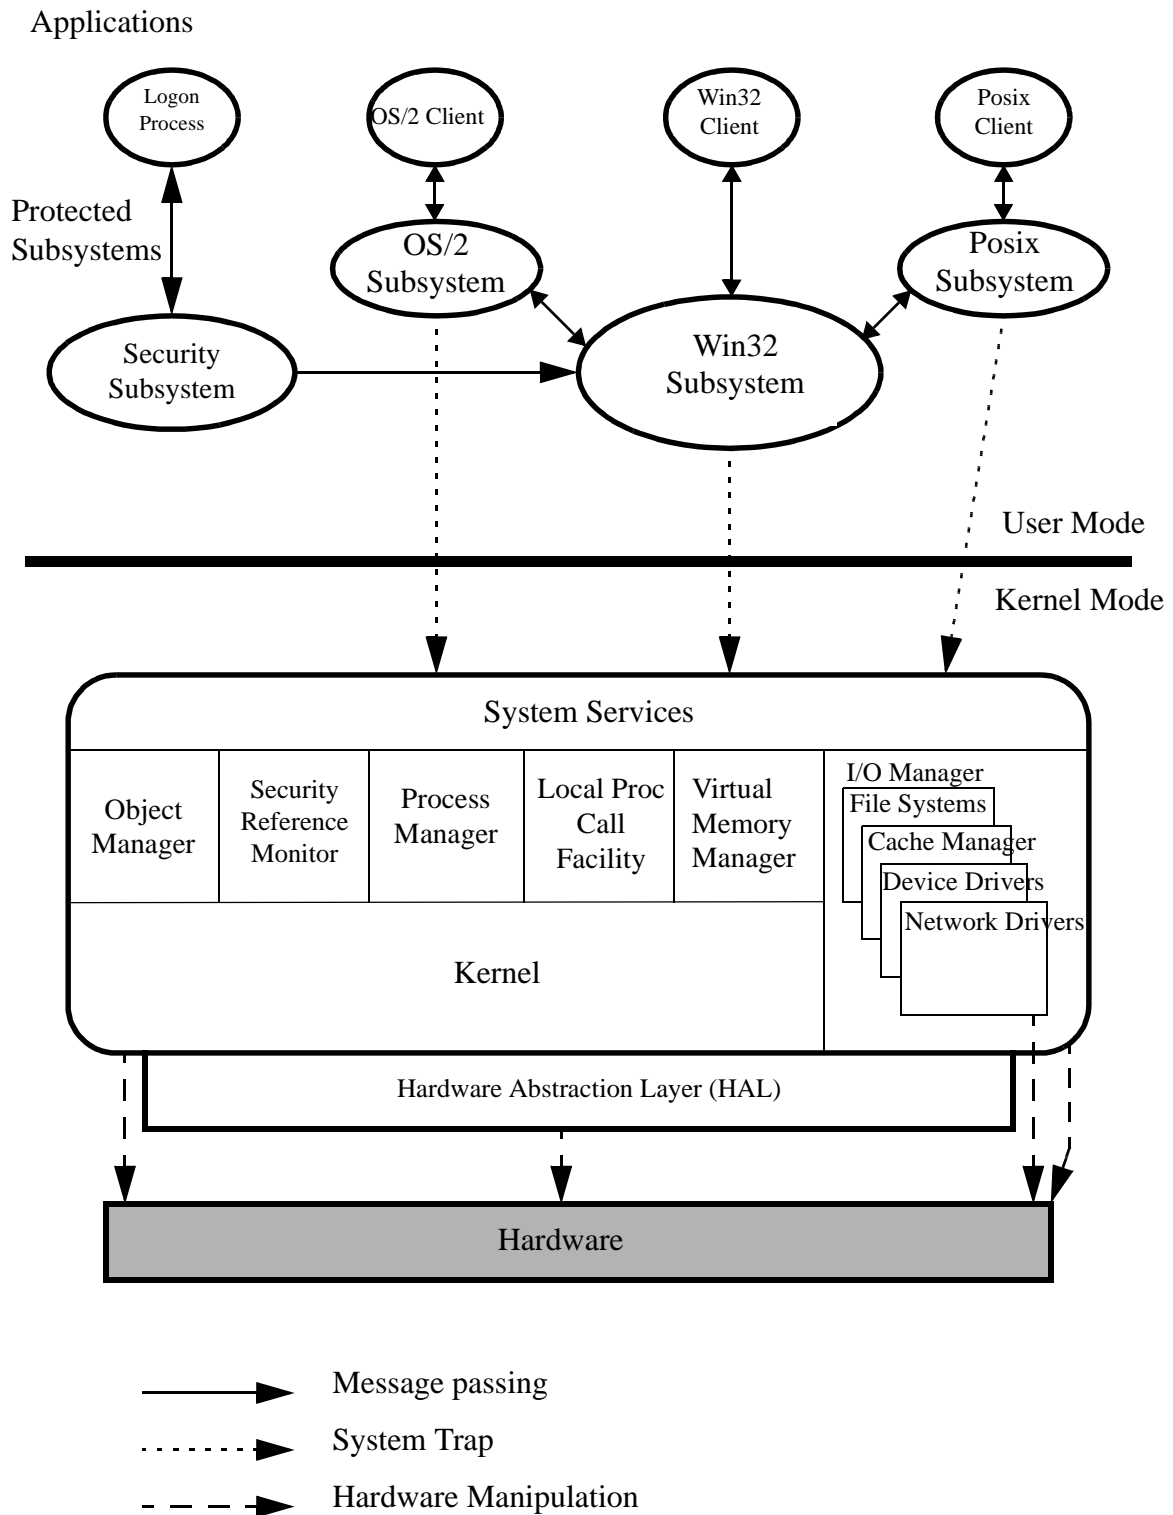 Applications
Logon
Process
OS/2 Client
Win32
Client
Posix
Client
Protected
Subsystems
OS/2
Subsystem
Posix
Subsystem
Security
Subsystem
Win32
Subsystem
User Mode
Kernel Mode
System Services
Object
Manager
Security
Reference
Monitor
Process
Manager
Local Proc
Call
Facility
Virtual
Memory
Manager
I/O Manager
File Systems
Cache Manager
Device Drivers
Network Drivers
Kernel
Hardware Abstraction Layer (HAL)
Hardware
Message passing
System Trap
Hardware Manipulation